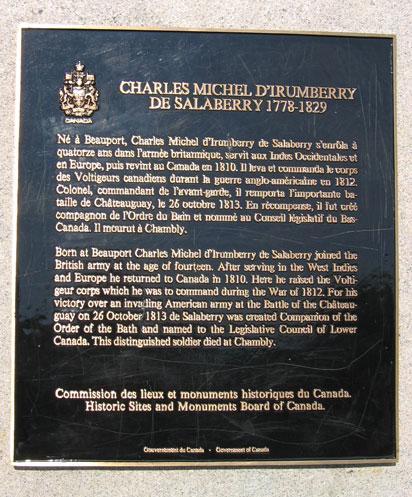 CANADA
CHARLES MICHEL D'IRUMBERRY
DE SALABERRY 1778-1829
Né à Beauport, Charles Michel d'Irumberry de Salaberry s'enrôla à
quatorze ans dans l'armée britannique, servit aux Indes Occidentales et
en Europe, puis revint au Canada en 1810. Il leva et commanda le corps
des Voltigeurs canadiens durant la guerre anglo-américaine en 1812.
Colonel, commandant de l'avant-garde, il remporta l'importante ba-
taille de Châteauguay, le 26 octobre 1813. En récompense, il fut créé
compagnon de l'Ordre du Bain et nommé au Conseil législatif du Bas-
Canada. Il mourut à Chambly.
Born at Beauport Charles Michel d'Irumberry de Salaberry joined the
British army at the age of fourteen. After serving in the West Indies
and Europe he returned to Canada in 1810. Here he raised the Volti-
geur corps which he was to command during the War of 1812. For his
victory over an invading American army at the Battle of the Château-
guay on 26 October 1813 de Salaberry was created Companion of the
Order of the Bath and named to the Legislative Council of Lower
Canada. This distinguished soldier died at Chambly.
Commission des lieux et monuments historiques du Canada.
Historic Sites and Monuments Board of Canada.
Gouvernement du Canada - Government of Canada